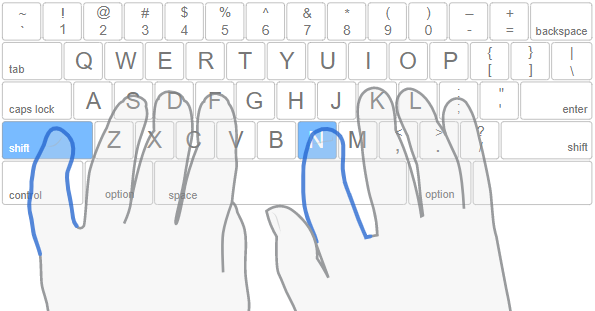 ~ ! @ # $ % ^ & * ( ) – +
` 1 2 3 4 5 6 7 8 9 0 - = backspace
tab Q W E R T Y U I O P { [ } ] | \
caps lock A S D F G H J K L : ; " ' enter
shift Z X C V B N M < , > . ? / shift
control option space option